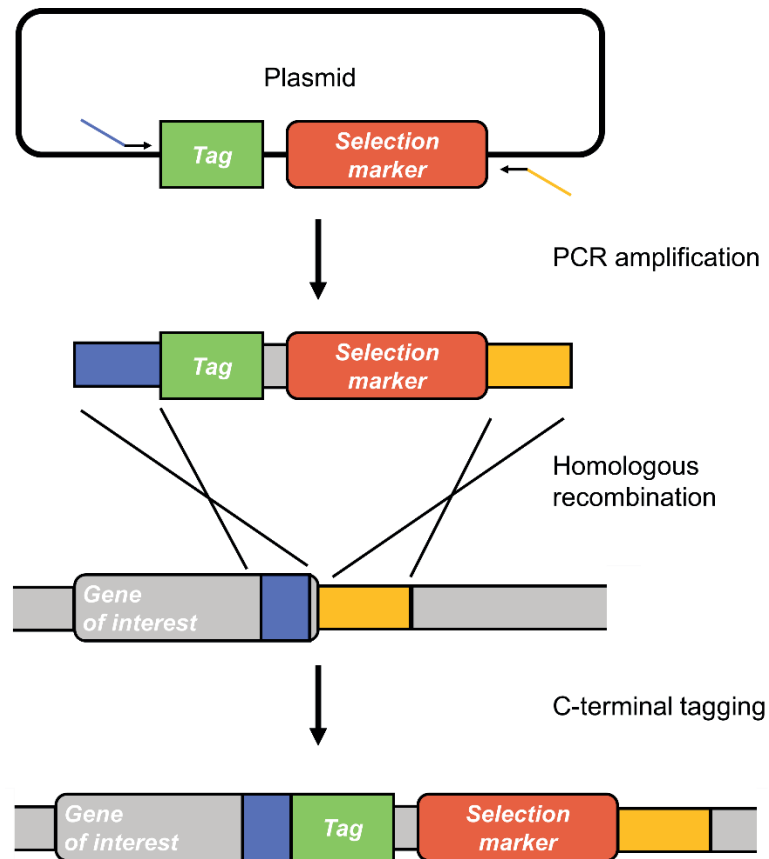 Plasmid
Tag
Selection
marker
PCR amplification
Tag
Selection
marker
Homologous
recombination
Gene
of interest
C-terminal tagging
Gene
of interest
Tag
Selection
marker